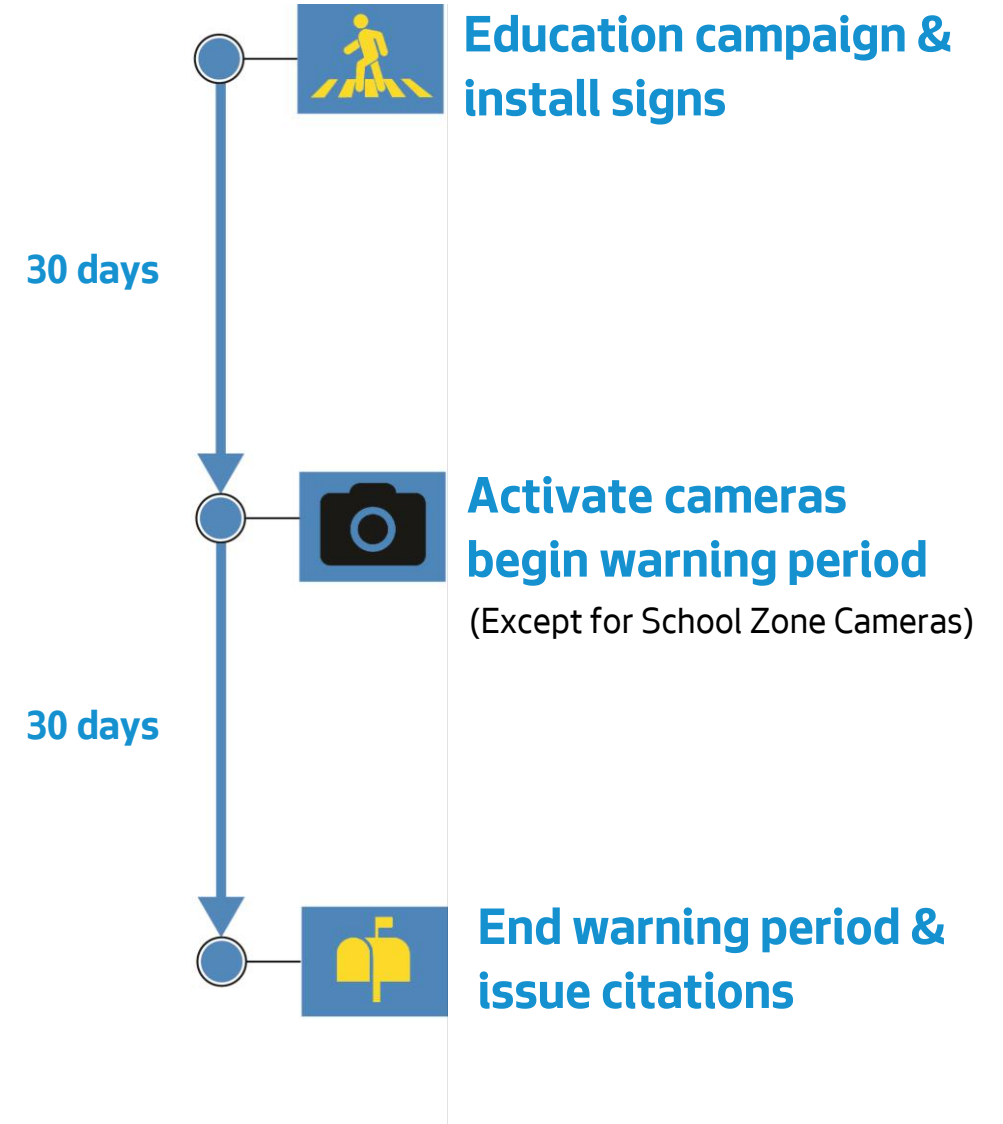 Education campaign &
install signs
30 days
Activate cameras
begin warning period
(Except for School Zone Cameras)
30 days
End warning period &
issue citations